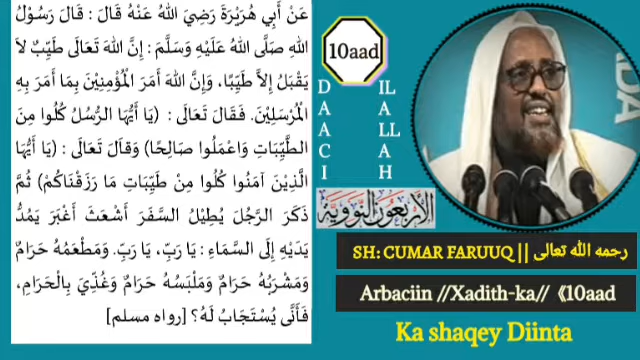 عَنْ أَبِي هُرَيْرَةَ رَضِيَ اللهُ عَنْهُ قَالَ : قَالَ رَسُوْلُ
اللهِ صَلَّى اللهُ عَلَيْهِ وَسَلَّمَ : إِنَّ اللهَ تَعَالَى طَيِّبٌ لاَ
يَقْبَلُ إِلاَّ طَيِّبًا، وَإِنَّ اللهَ أَمَرَ الْمُؤْمِنِيْنَ بِمَا أَمَرَ بِهِ
الْمُرْسَلِيْنَ. فَقَالَ تَعَالَى : (يَا أَيُّهَا الرُّسُلُ كُلُوا مِنَ
الطَّيِّبَاتِ وَاعْمَلُوا صَالِحًا) وَقاَلَ تَعَالَى : (يَا أَيُّهَا
الَّذِيْنَ آمَنُوا كُلُوا مِنْ طَيِّبَاتِ مَا رَزَقْنَاكُمْ) ثُمَّ
ذَكَرَ الرَّجُلَ يُطِيْلُ السَّفَرَ أَشْعَثَ أَغْبَرَ يَمُدُّ
يَدَيْهِ إِلَى السَّمَاءِ : يَا رَبِّ، يَا رَبِّ. وَمَطْعَمُهُ حَرَامٌ
وَمَشْرَبُهُ حَرَامٌ وَمَلْبَسُهُ حَرَامٌ وَغُذِّيَ بِالْحَرَامِ،
فَأَنَّى يُسْتَجَابُ لَهُ؟ [رواه مسلم]
10aad
DAACI
ILALLAH
LL
الأربعون النووية
SH: CUMAR FARUUQ || رحمه الله تعالى
Arbaciin //Xadith-ka// 《10aad
Ka shaqey Diinta